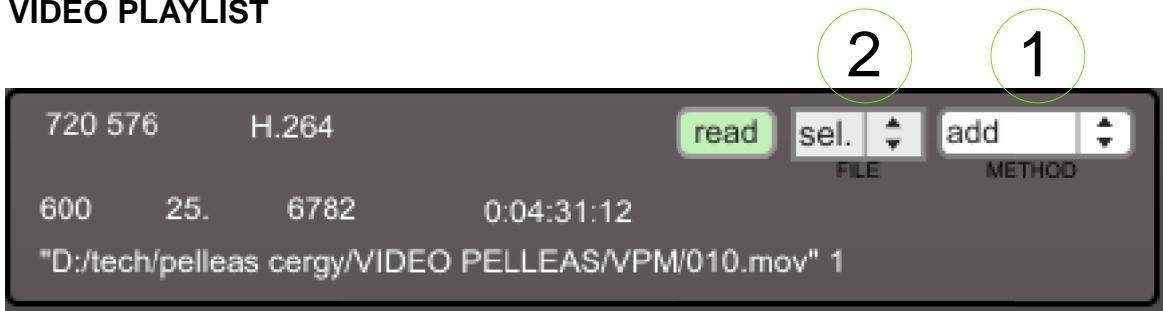 VIDEO PLAYLIST
2 1
720 576 H.264 read sel. add
FILE METHOD
600 25. 6782 0:04:31:12
"D:/tech/pelleas cergy/VIDEO PELLEAS/VPM/010.mov" 1